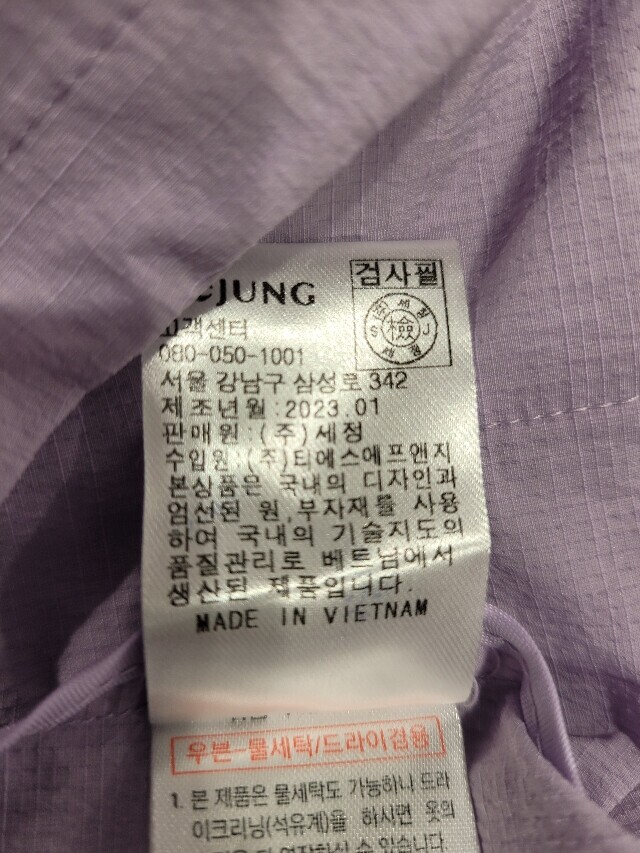 JUNG
검사필
(주)세정
檢
S J
고객센터
080-050-1001
서울 강남구 삼성로 342
제조년월 : 2023.01
판매원 : (주)세정
수입원 : (주)티에스에프앤지
본상품은 국내의 디자인과
엄선된 원,부자재를 사용
하여 국내의 기술지도의
품질관리로 베트남에서
생산된 제품입니다.
MADE IN VIETNAM
우븐-물세탁/드라이겸용
1. 본 제품은 물세탁도 가능하나 드라
이크리닝(석유계)을 하시면 옷의